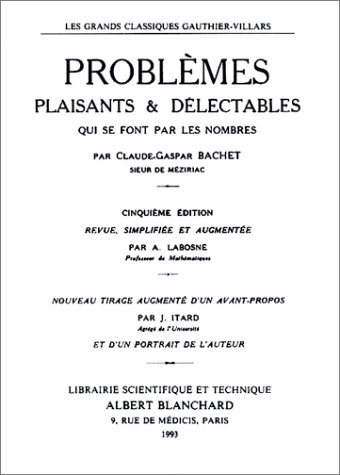 LES GRANDS CLASSIQUES GAUTHIER-VILLARS
PROBLÈMES
PLAISANTS & DÉLECTABLES
QUI SE FONT PAR LES NOMBRES
PAR CLAUDE-GASPAR BACHET
SIEUR DE MÉZIRIAC
CINQUIÈME ÉDITION
REVUE, SIMPLIFIÉE ET AUGMENTÉE
PAR A. LABOSNE
Professeur de Mathématiques
NOUVEAU TIRAGE AUGMENTÉ D'UN AVANT-PROPOS
PAR J. ITARD
Agrégé de l'Université
ET D'UN PORTRAIT DE L'AUTEUR
LIBRAIRIE SCIENTIFIQUE ET TECHNIQUE
ALBERT BLANCHARD
9, RUE DE MÉDICIS, PARIS
1993